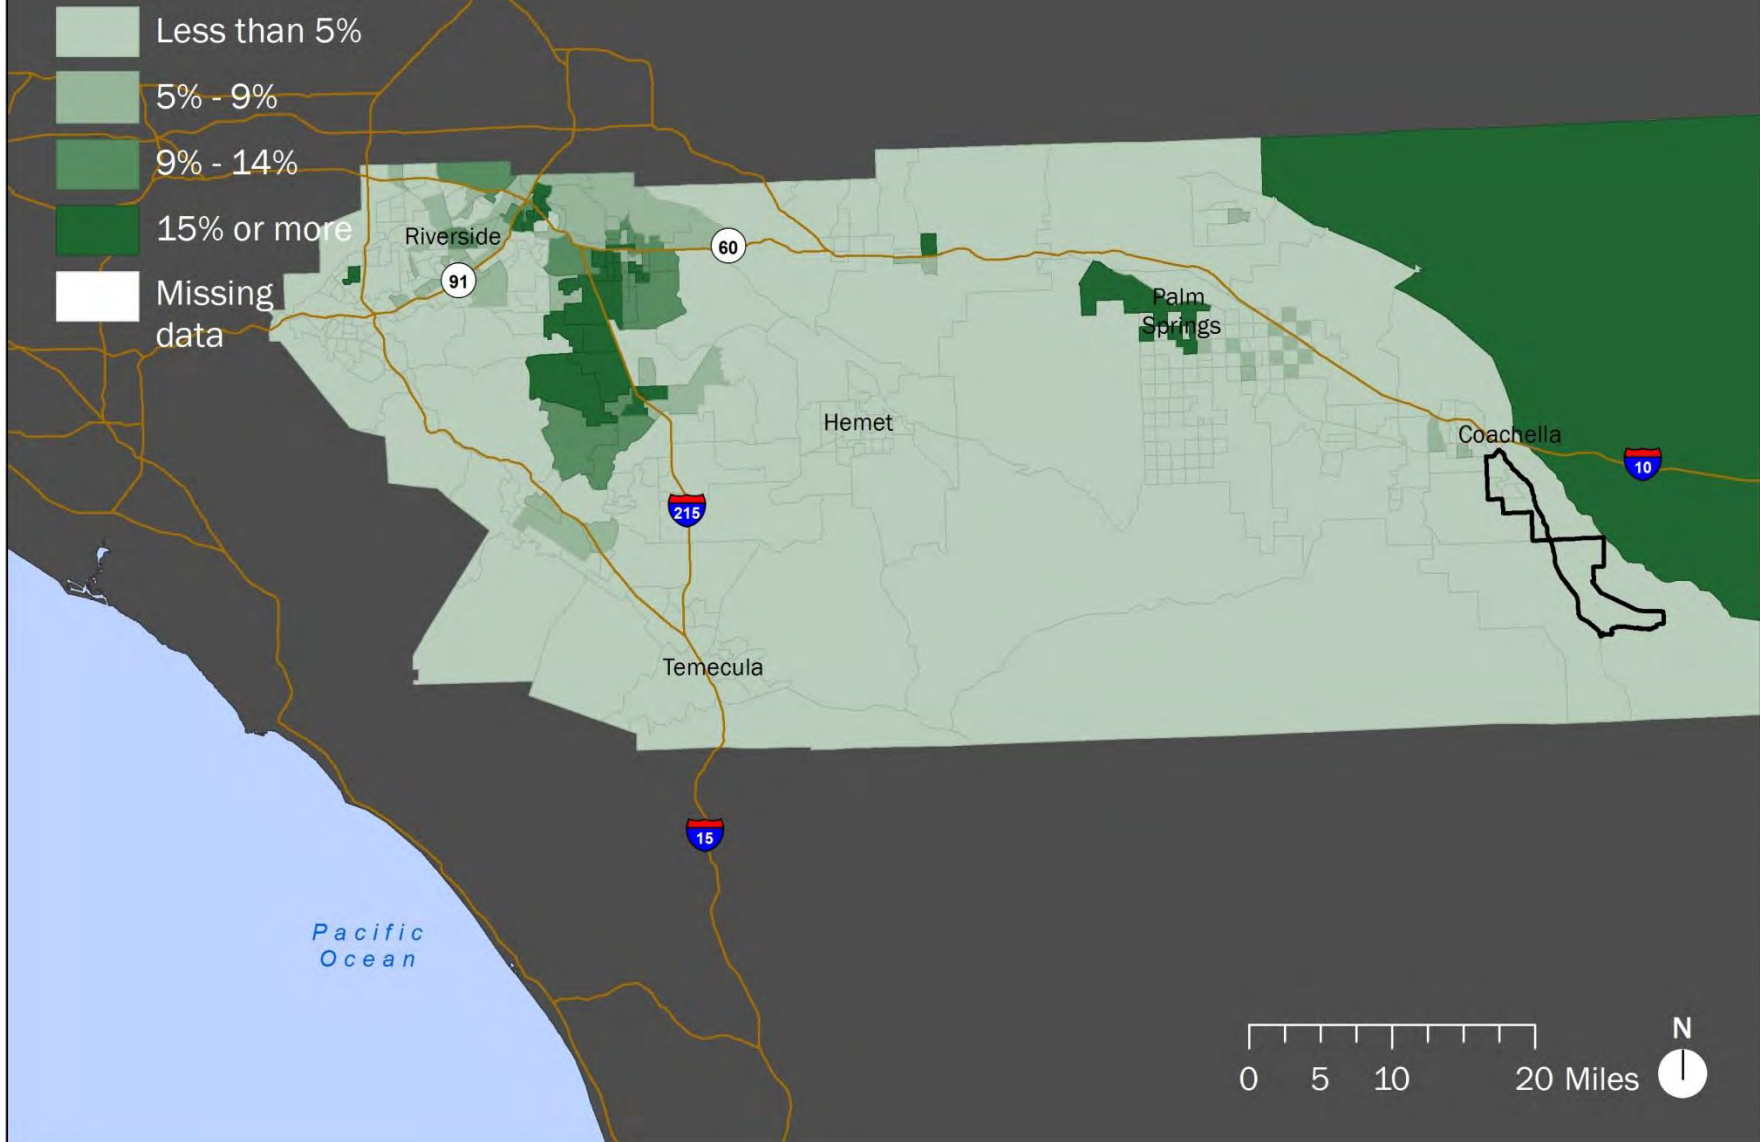 Less than 5%
5% - 9%
9% - 14%
15% or more
Missing
data
Riverside
60
91
Palm
Springs
Hemet
Coachella
10
215
Temecula
15
Pacific
Ocean
N
0 5 10 20 Miles